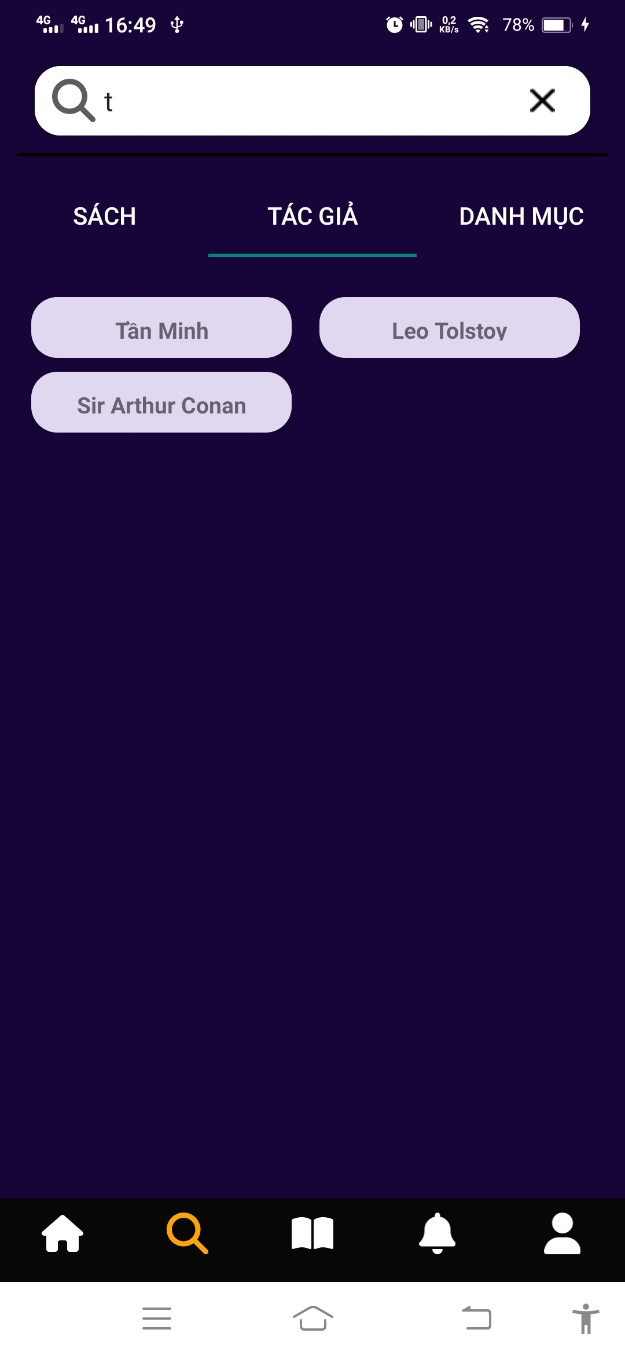 4G 4G 16:49 0,2 KB/s 78%
t
SÁCH TÁC GIẢ DANH MỤC
Tân Minh Leo Tolstoy
Sir Arthur Conan